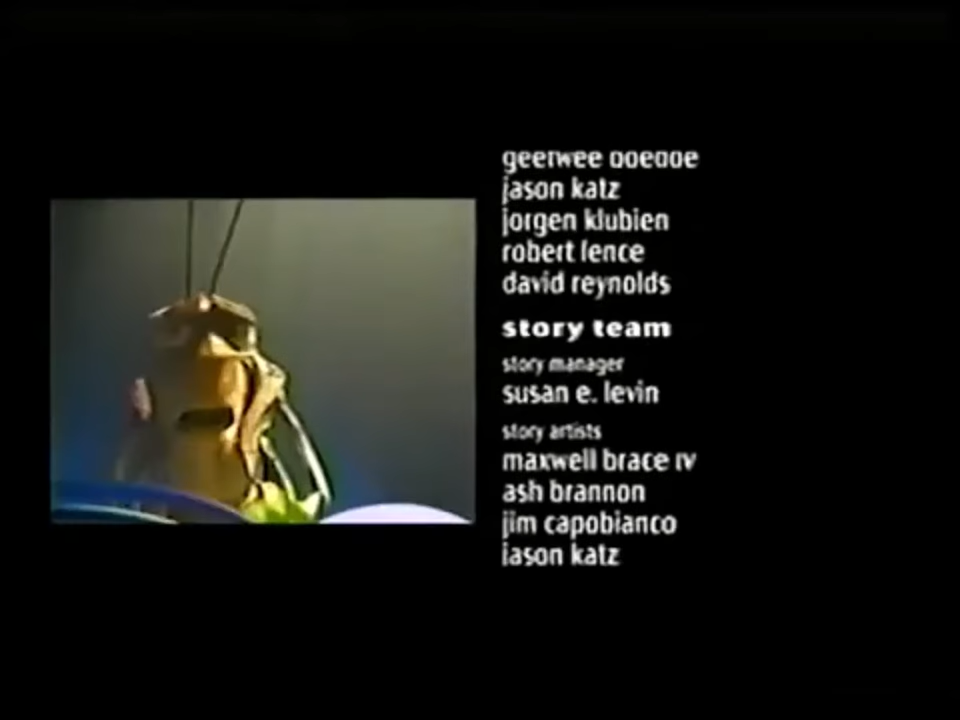 jason katz
jorgen klubien
robert lence
david reynolds
story team
story manager
susan e. levin
story artists
maxwell brace iv
ash brannon
jim capobianco
jason katz